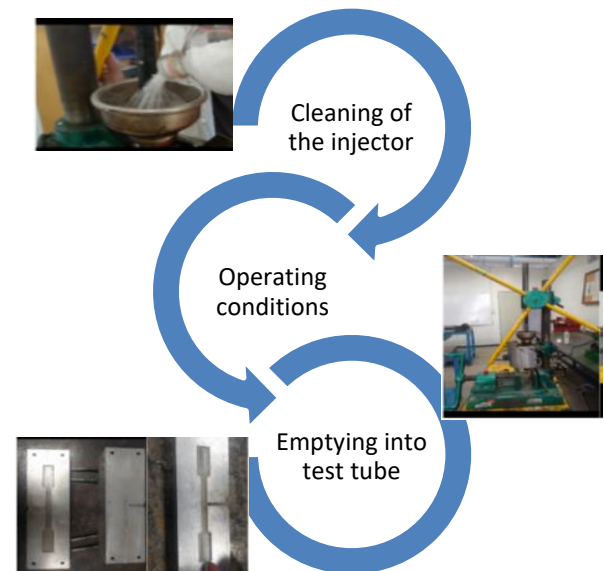 Cleaning of
the injector
Operating
conditions
Emptying into
test tube